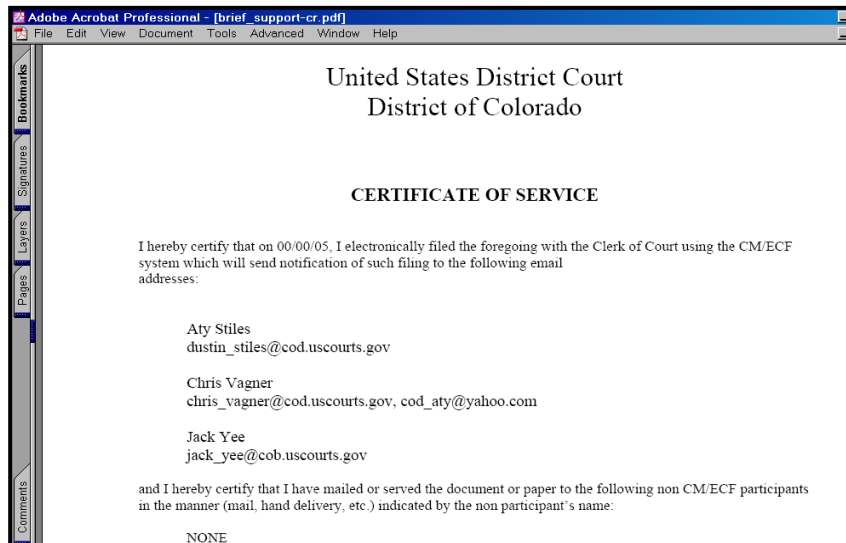 Adobe Acrobat Professional - [brief_support-cr.pdf]
File Edit View Document Tools Advanced Window Help
Bookmarks
Signatures
Layers
Pages
Comments
United States District Court
District of Colorado
CERTIFICATE OF SERVICE
I hereby certify that on 00/00/05, I electronically filed the foregoing with the Clerk of Court using the CM/ECF
system which will send notification of such filing to the following email
addresses:
Aty Stiles
dustin_stiles@cod.uscourts.gov
Chris Vagner
chris_vagner@cod.uscourts.gov, cod_aty@yahoo.com
Jack Yee
jack_yee@cob.uscourts.gov
and I hereby certify that I have mailed or served the document or paper to the following non CM/ECF participants
in the manner (mail, hand delivery, etc.) indicated by the non participant's name:
NONE